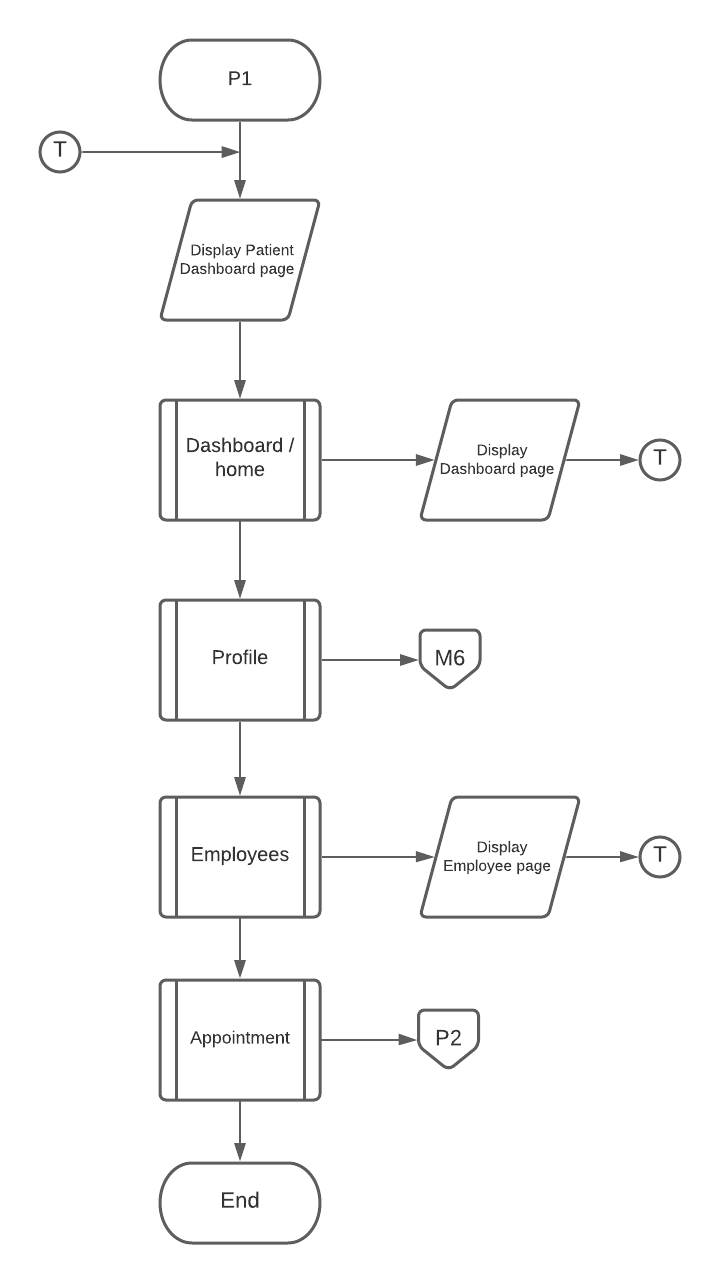 P1
T
Display Patient
Dashboard page
Dashboard /
home
Display
Dashboard page
T
Profile
M6
Employees
Display
Employee page
T
Appointment
P2
End